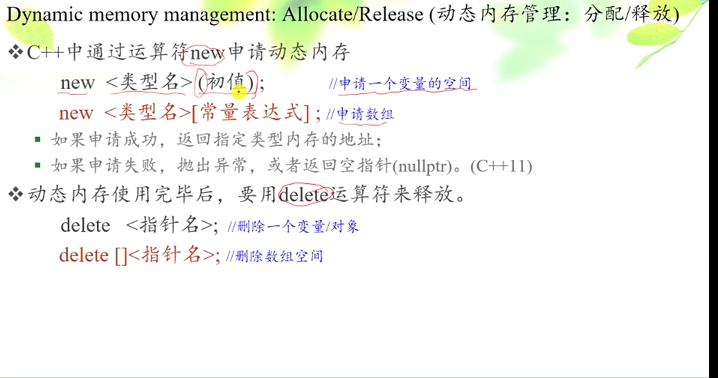 Dynamic memory management: Allocate/Release (动态内存管理：分配/释放)
❖C++中通过运算符new申请动态内存
new <类型名> (初值); //申请一个变量的空间
new <类型名>[常量表达式] ; //申请数组
▪ 如果申请成功，返回指定类型内存的地址；
▪ 如果申请失败，抛出异常，或者返回空指针(nullptr)。(C++11)
❖动态内存使用完毕后，要用delete运算符来释放。
delete <指针名>; //删除一个变量/对象
delete []<指针名>; //删除数组空间